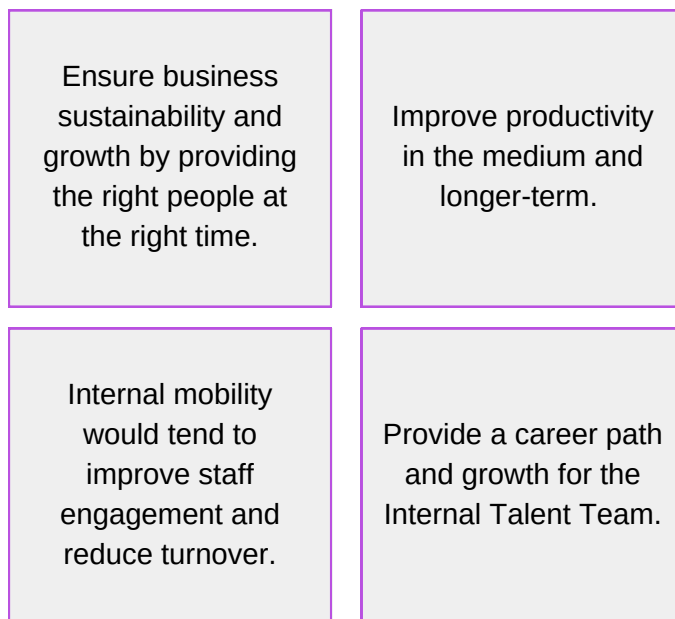 Ensure business
sustainability and
growth by providing
the right people at
the right time.
Improve productivity
in the medium and
longer-term.
Internal mobility
would tend to
improve staff
engagement and
reduce turnover.
Provide a career path
and growth for the
Internal Talent Team.